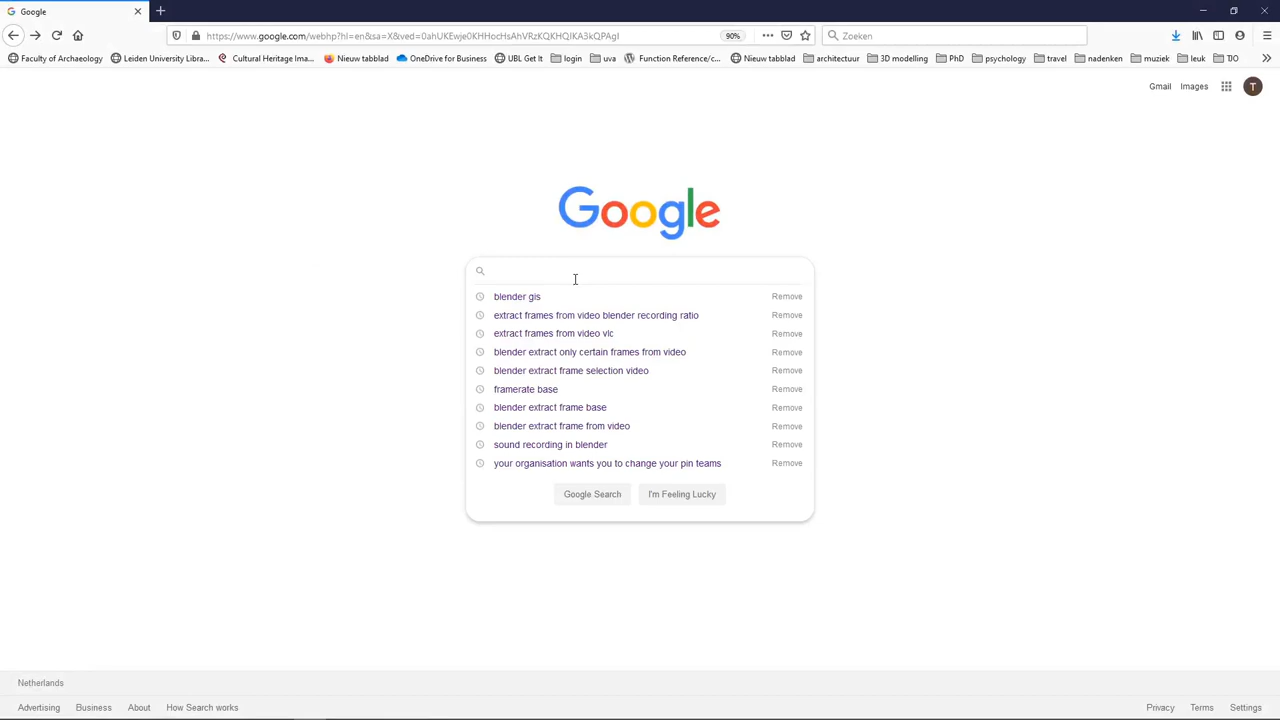 Google
https://www.google.com/webhp?hl=en&sa=X&ved=0ahUKEwje0KHHocHsAhVRzKQKHQIKA3kQPAgI
90%
Zoeken
Faculty of Archaeology
Leiden University Libra...
Cultural Heritage Ima...
Nieuw tabblad
OneDrive for Business
UBL Get It
login
uva
Function Reference/c...
Nieuw tabblad
architectuur
3D modelling
PhD
psychology
travel
nadenken
muziek
leuk
TJO
Gmail
Images
T
Google
blender gis
Remove
extract frames from video blender recording ratio
Remove
extract frames from video vlc
Remove
blender extract only certain frames from video
Remove
blender extract frame selection video
Remove
framerate base
Remove
blender extract frame base
Remove
blender extract frame from video
Remove
sound recording in blender
Remove
your organisation wants you to change your pin teams
Remove
Google Search
I'm Feeling Lucky
Netherlands
Advertising
Business
About
How Search works
Privacy
Terms
Settings